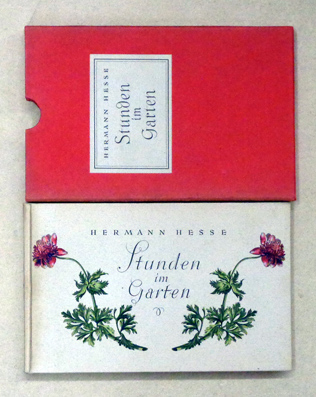 HERMANN HESSE
Stunden
im
Garten
HERMANN HESSE
Stunden
im
Garten